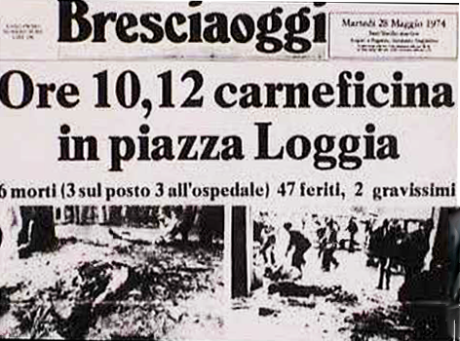 Bresciaoggi
Martedì 28 Maggio 1974
Ore 10,12 carneficina
in piazza Loggia
6 morti (3 sul posto 3 all'ospedale) 47 feriti, 2 gravissimi